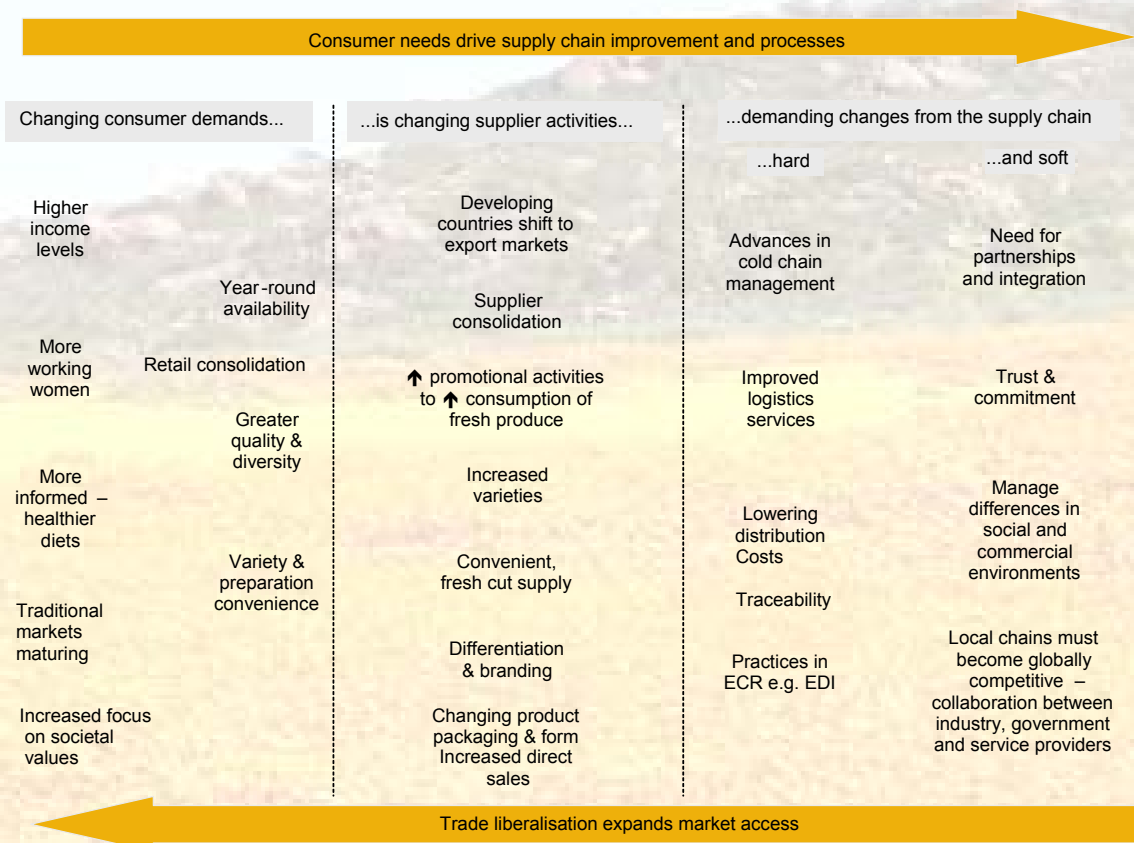 Consumer needs drive supply chain improvement and processes
Changing consumer demands...
Higher
income
levels
Year-round
availability
More
working
women
Retail consolidation
Greater
quality &
diversity
More
informed –
healthier
diets
Variety &
preparation
convenience
Traditional
markets
maturing
Increased focus
on societal
values
...is changing supplier activities...
Developing
countries shift to
export markets
Supplier
consolidation
↑ promotional activities
to ↑ consumption of
fresh produce
Increased
varieties
Convenient,
fresh cut supply
Differentiation
& branding
Changing product
packaging & form
Increased direct
sales
...demanding changes from the supply chain
...hard
Advances in
cold chain
management
Improved
logistics
services
Lowering
distribution
Costs
Traceability
Practices in
ECR e.g. EDI
...and soft
Need for
partnerships
and integration
Trust &
commitment
Manage
differences in
social and
commercial
environments
Local chains must
become globally
competitive –
collaboration between
industry, government
and service providers
Trade liberalisation expands market access